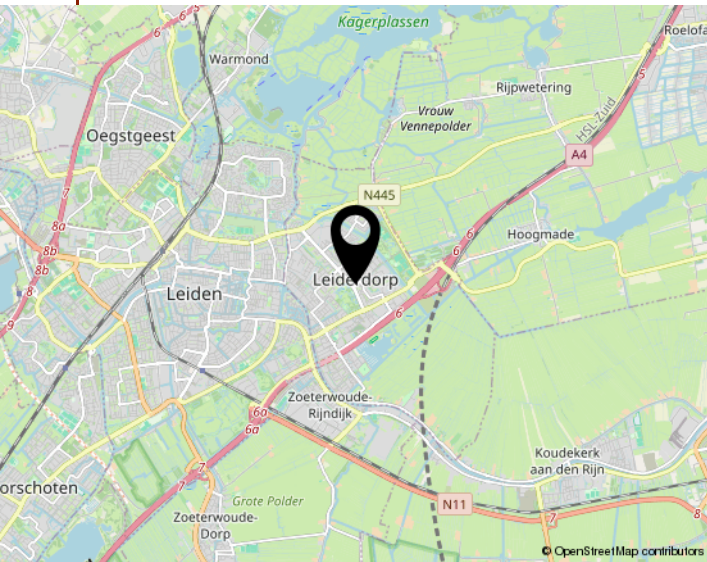 6
6
Kagerplassen
Roelofa
Warmond
5
Rijpwetering
Vrouw
Vennepolder
HSL-Zuid
Oegstgeest
A4
7
N445
8a
6
Hoogmade
8b
8b
6
8
Leiderdorp
Leiden
9
6
Zoeterwoude-
Rijndijk
6a
6a
Koudekerk
aan den Rijn
7
orschoten
Grote Polder
N11
8
7
Zoeterwoude-
Dorp
© OpenStreetMap contributors